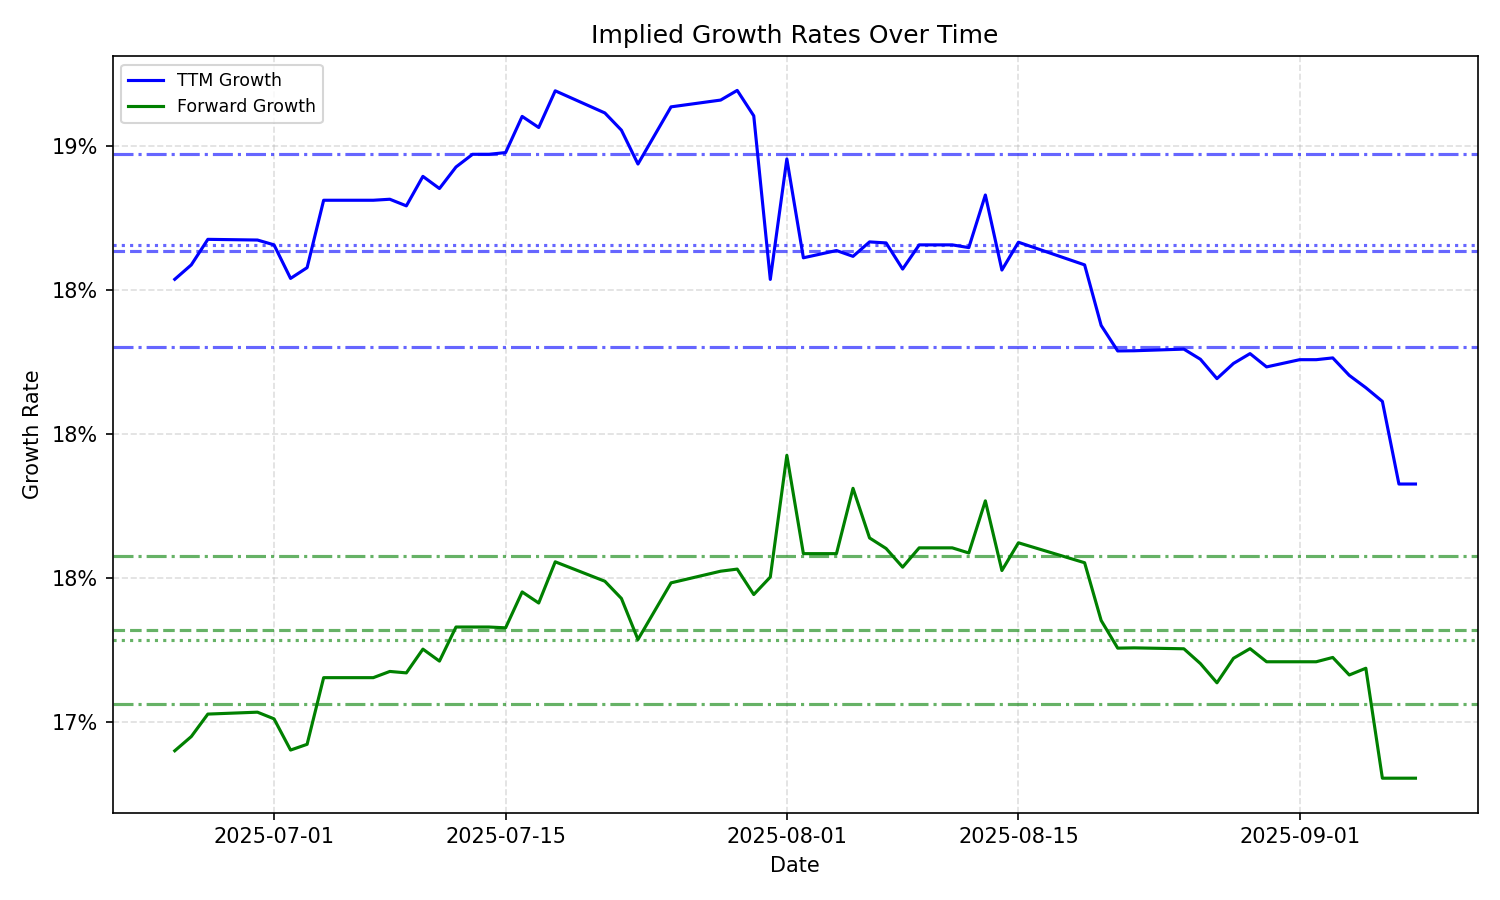 Implied Growth Rates Over Time
TTM Growth
Forward Growth
19%
18%
18%
18%
17%
Growth Rate
2025-07-01
2025-07-15
2025-08-01
2025-08-15
2025-09-01
Date